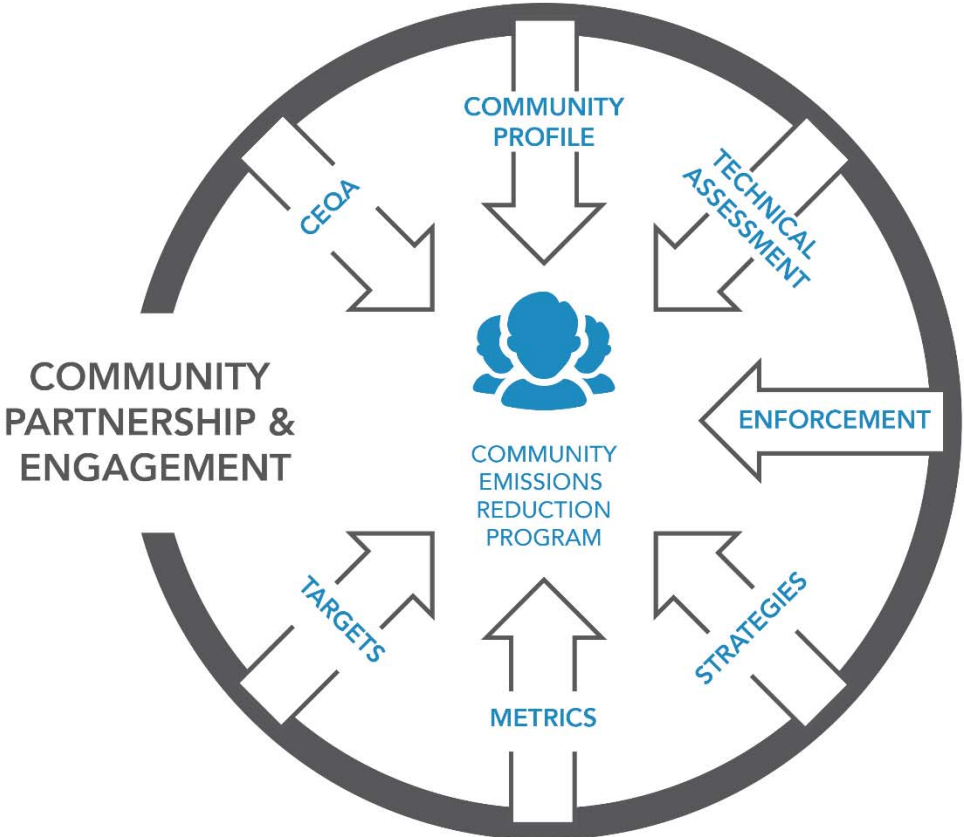 COMMUNITY
PROFILE
CEQA
TECHNICAL
ASSESSMENT
COMMUNITY
PARTNERSHIP &
ENGAGEMENT
ENFORCEMENT
COMMUNITY
EMISSIONS
REDUCTION
PROGRAM
TARGETS
STRATEGIES
METRICS